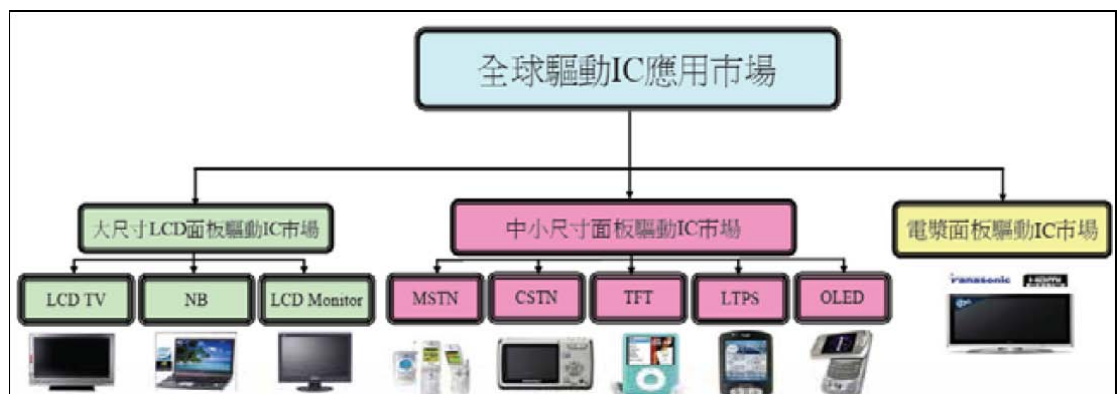 全球驅動IC應用市場
大尺寸LCD面板驅動IC市場
中小尺寸面板驅動IC市場
電漿面板驅動IC市場
LCD TV
NB
LCD Monitor
MSTN
CSTN
TFT
LTPS
OLED
Panasonic